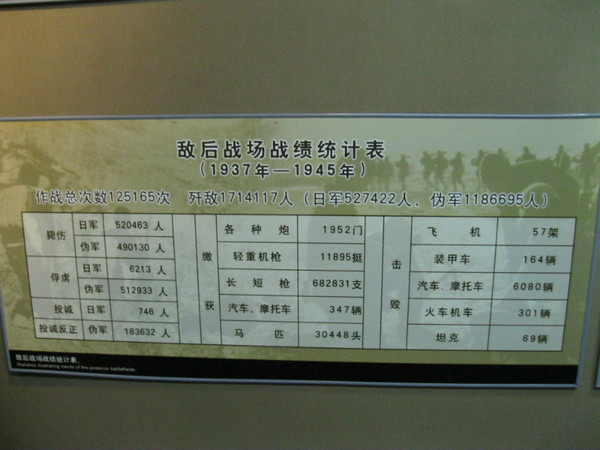 敌后战场战绩统计表
(1937年—1945年)
作战总次数125165次 歼敌1714117人(日军527422人，伪军1186695人)
毙伤 日军 520463 人
伪军 490130 人
俘虏 日军 6213 人
伪军 512933 人
投诚 日军 746 人
投诚反正 伪军 183632 人
缴获 各种炮 1952门
轻重机枪 11895挺
长短枪 682831支
汽车、摩托车 347辆
马匹 30448头
击毁 飞机 57架
装甲车 164辆
汽车、摩托车 6080辆
火车机车 301辆
坦克 69辆
敌后战场战绩统计表。
Statistics illustrating merits of the posterior battlefields